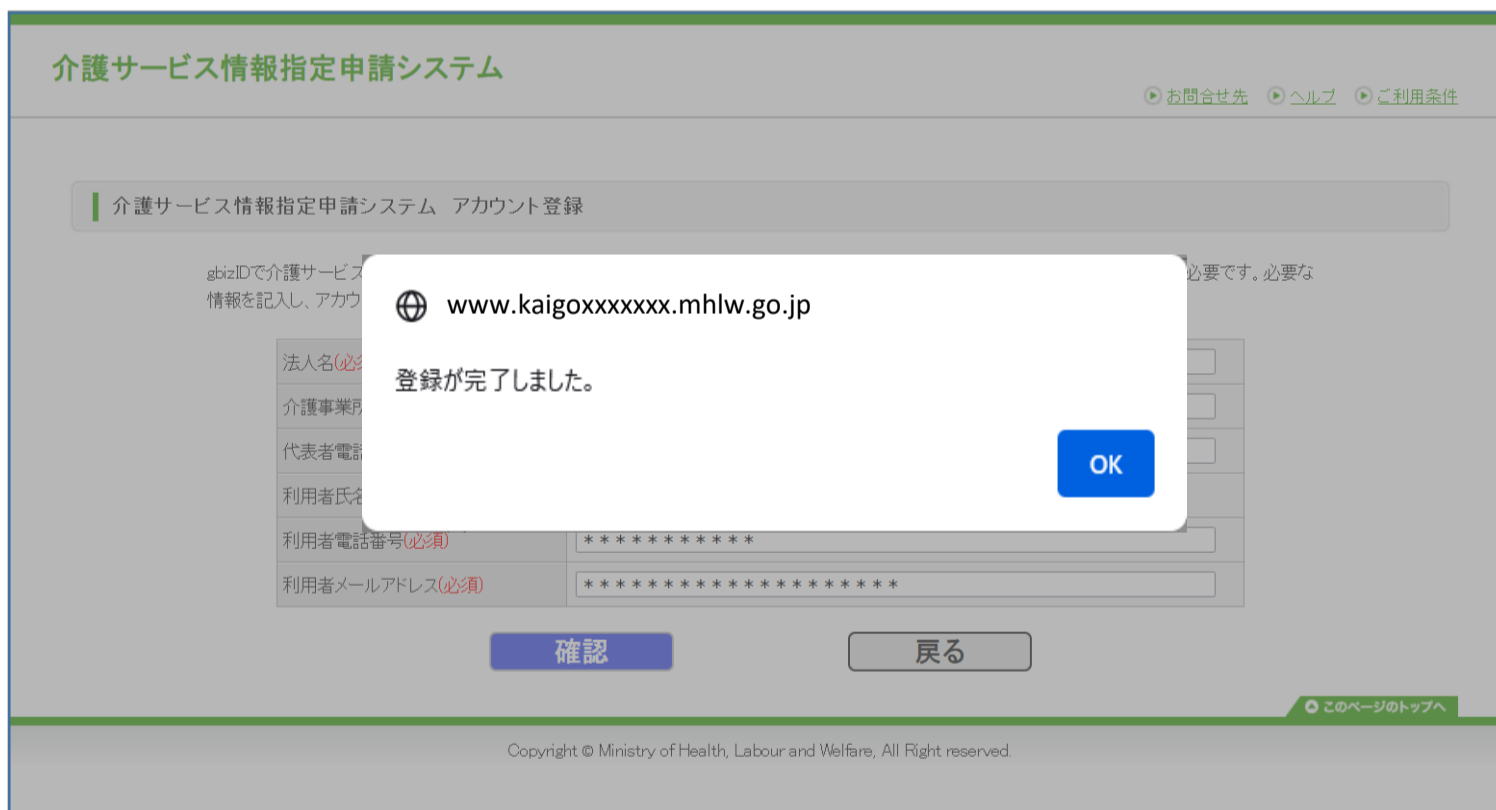 介護サービス情報指定申請システム
お問合せ先 ヘルプ ご利用条件
介護サービス情報指定申請システム アカウント登録
gbizIDで介護サービス 必要です。必要な
情報を記入し、アカウ
www.kaigoxxxxxxx.mhlw.go.jp
登録が完了しました。
OK
法人名(必須
介護事業所
代表者電話
利用者氏名
利用者電話番号(必須) ***********
利用者メールアドレス(必須) ********************
確認 戻る
このページのトップへ
Copyright © Ministry of Health, Labour and Welfare, All Right reserved.